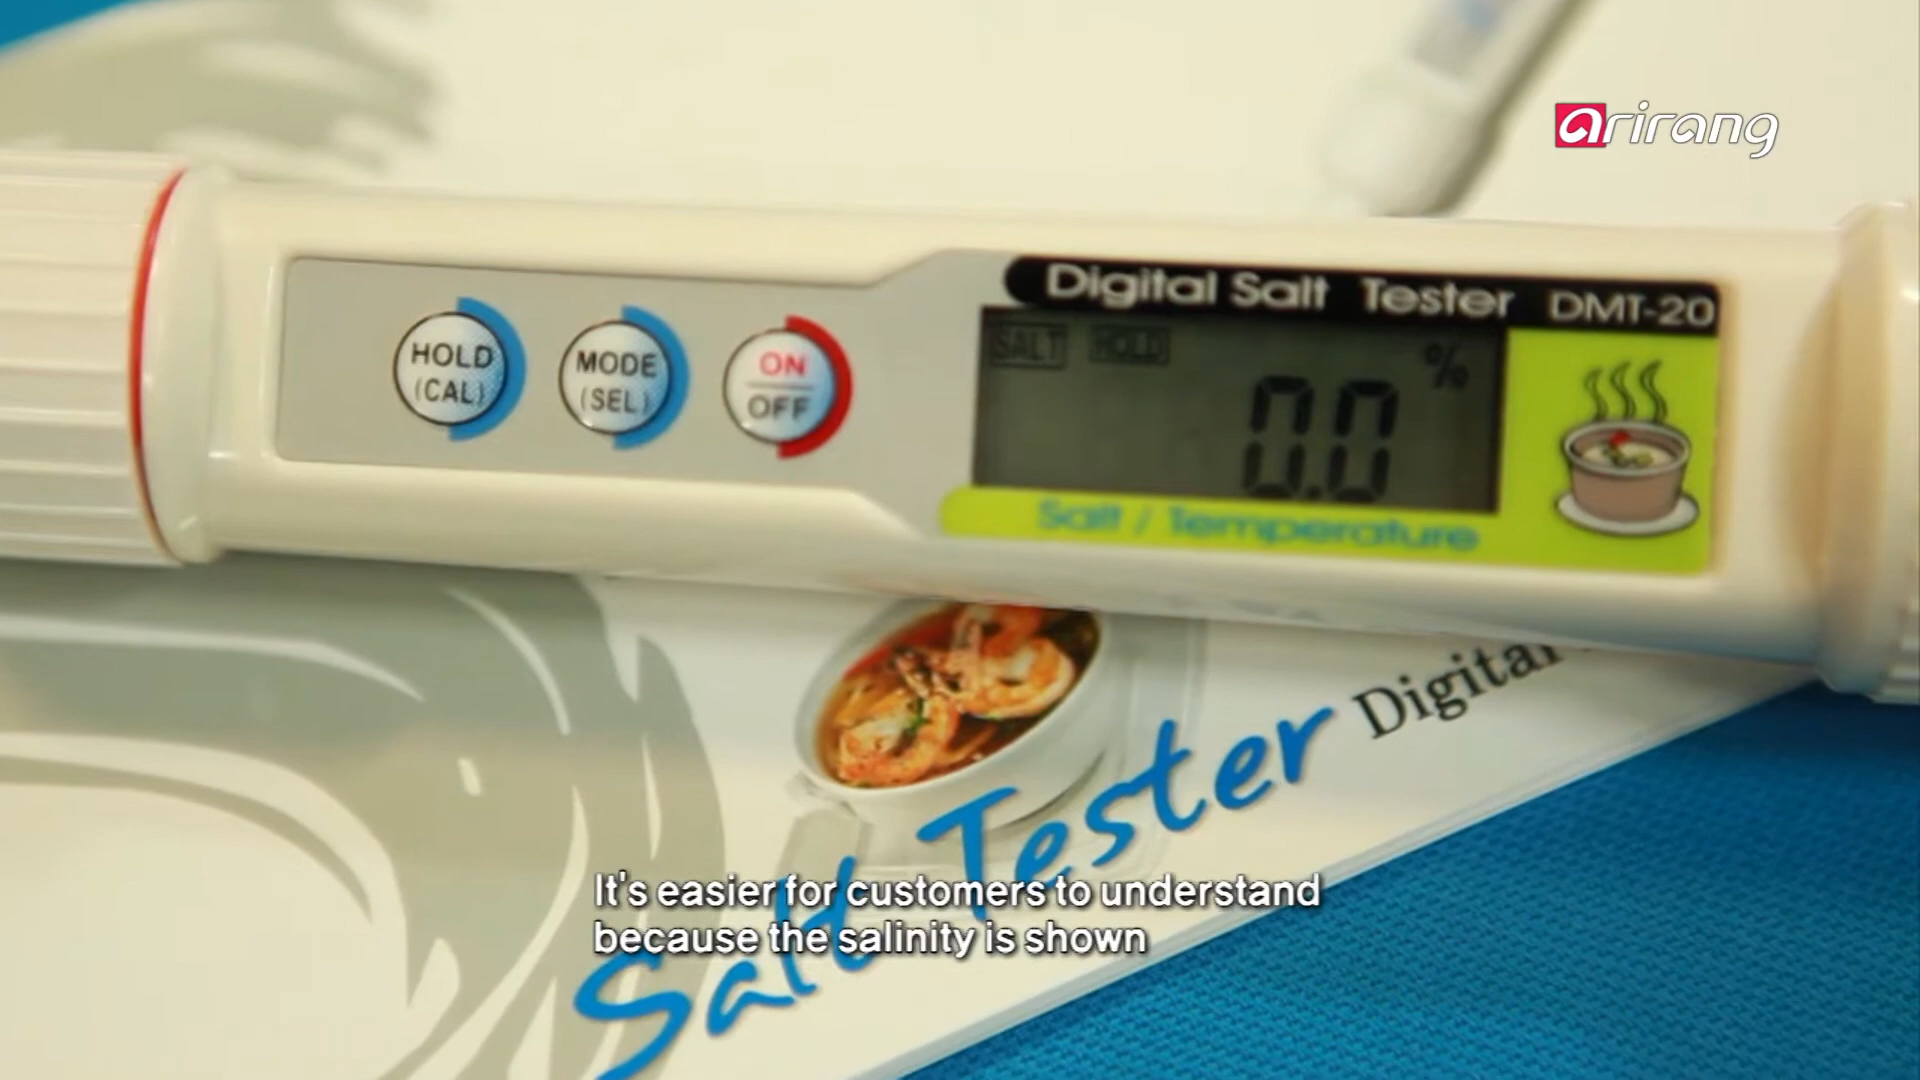 arirang
Digital Salt Tester DMT-20
HOLD
(CAL)
MODE
(SEL)
ON
OFF
SALT HOLD %
0.0
Salt / Temperature
Salt Tester Digital
It's easier for customers to understand
because the salinity is shown